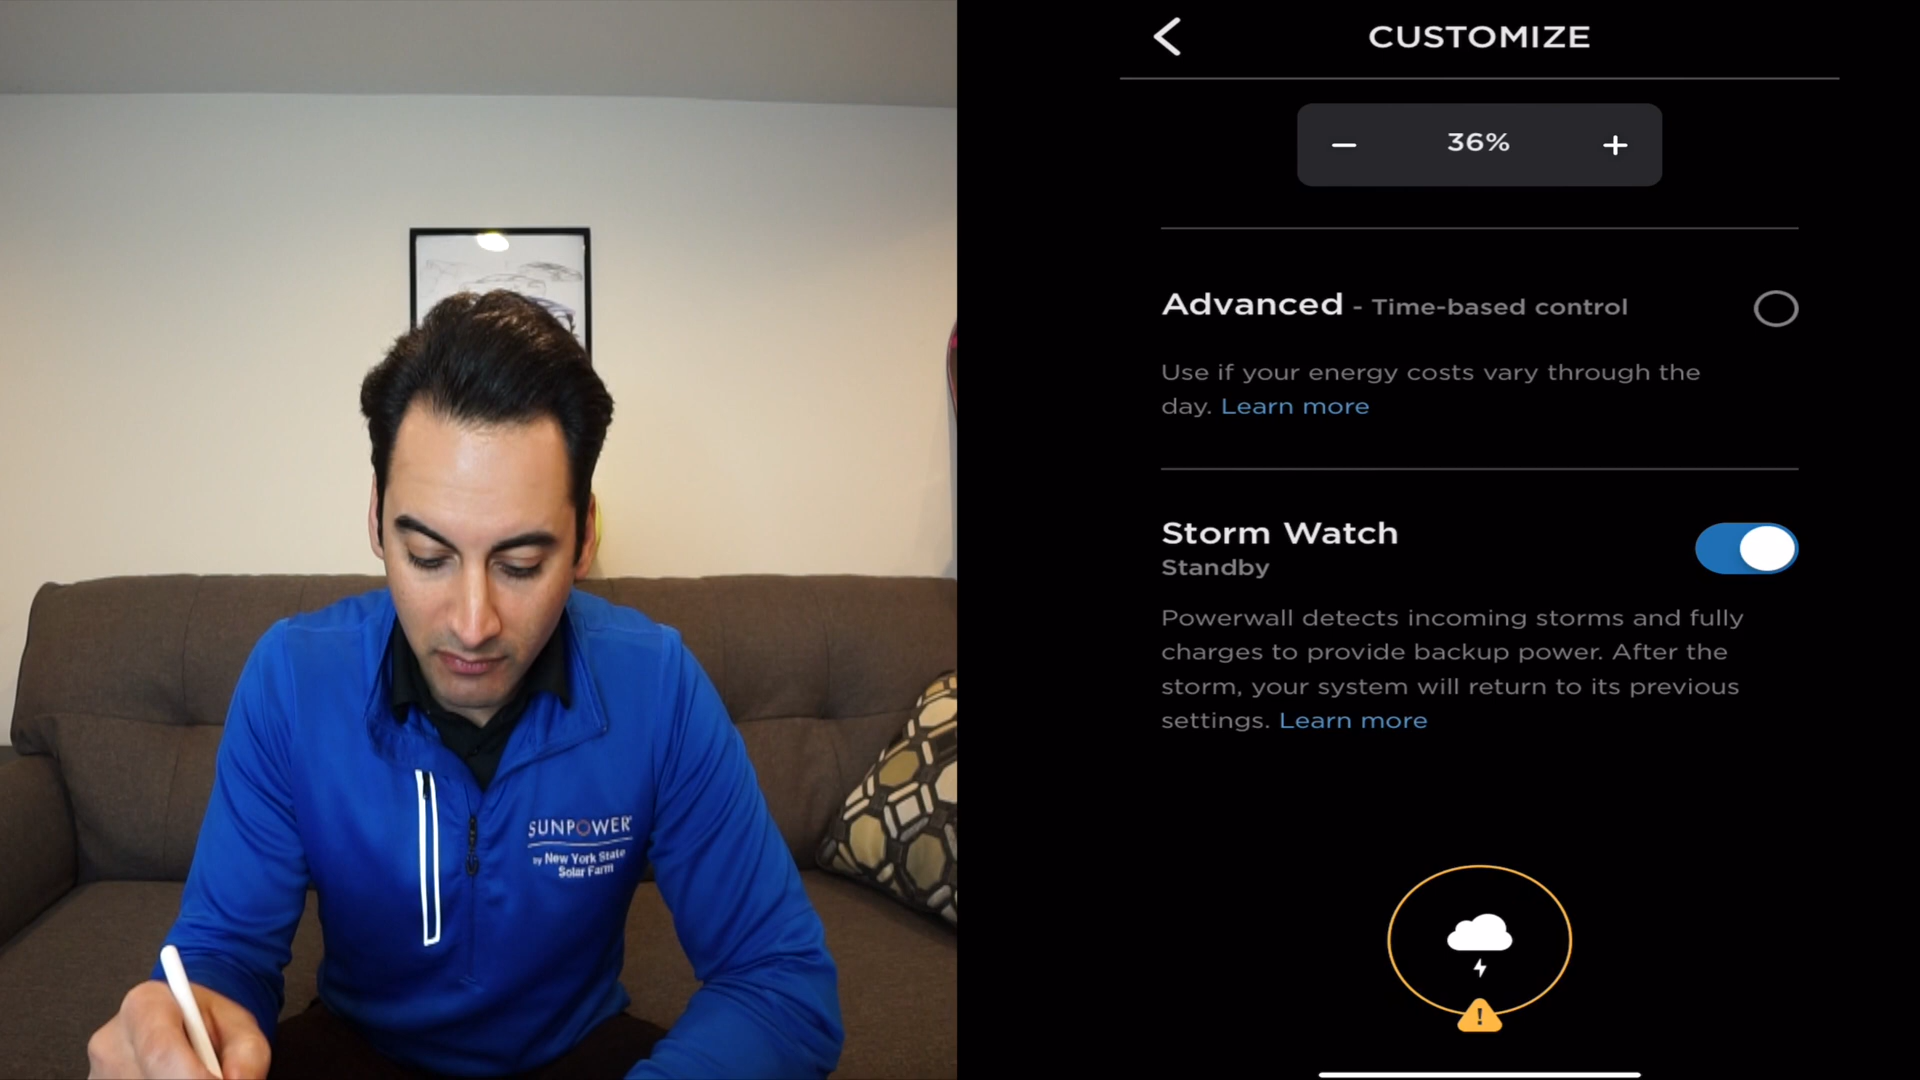 CUSTOMIZE
− 36% +
Advanced - Time-based control
Use if your energy costs vary through the
day. Learn more
Storm Watch
Standby
Powerwall detects incoming storms and fully
charges to provide backup power. After the
storm, your system will return to its previous
settings. Learn more
!
SUNPOWER®
by New York State
Solar Farm